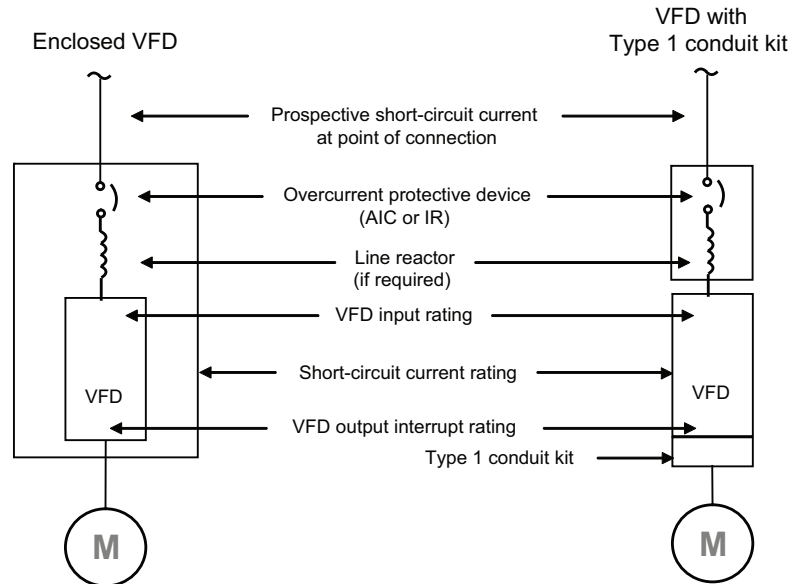 Enclosed VFD
VFD with
Type 1 conduit kit
Prospective short-circuit current
at point of connection
Overcurrent protective device
(AIC or IR)
Line reactor
(if required)
VFD input rating
Short-circuit current rating
VFD
VFD
VFD output interrupt rating
Type 1 conduit kit
M
M